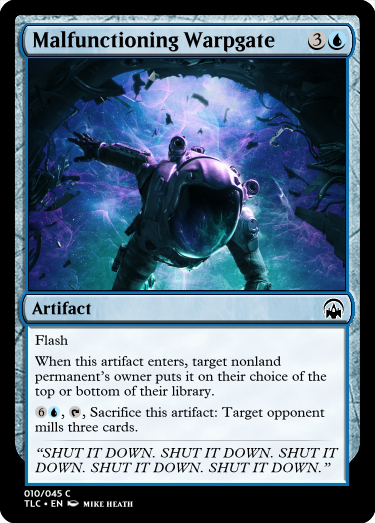 Malfunctioning Warpgate 3
Artifact
Flash
When this artifact enters, target nonland
permanent's owner puts it on their choice of the
top or bottom of their library.
6 , , Sacrifice this artifact: Target opponent
mills three cards.
“SHUT IT DOWN. SHUT IT DOWN. SHUT IT
DOWN. SHUT IT DOWN. SHUT IT DOWN.”
010/045 C
TLC • EN MIKE HEATH